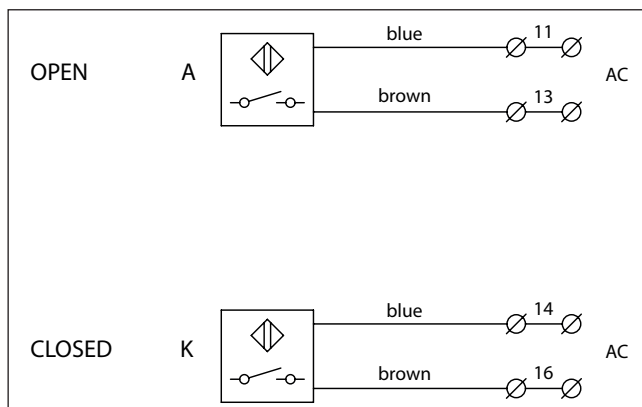 blue 11
OPEN A AC
brown 13
blue 14
CLOSED K AC
brown 16